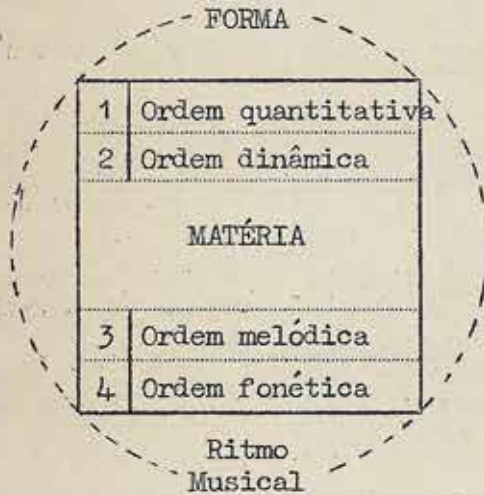 FORMA
1 Ordem quantitativa
2 Ordem dinâmica
MATÉRIA
3 Ordem melódica
4 Ordem fonética
Ritmo
Musical